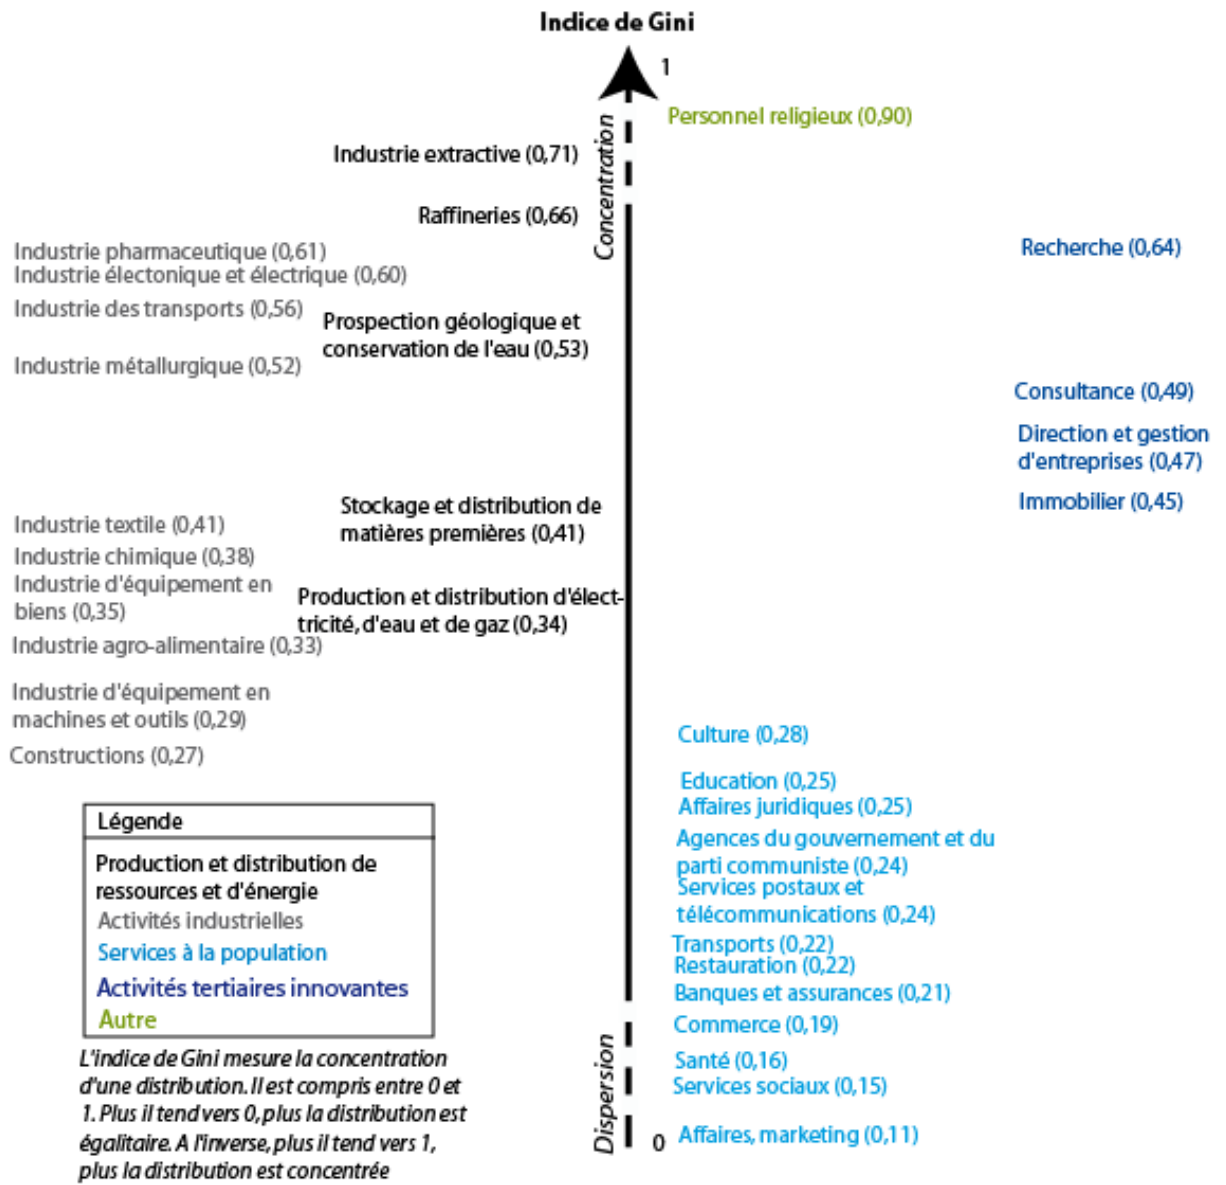 Indice de Gini
1
Concentration
Personnel religieux (0,90)
Industrie extractive (0,71)
Raffineries (0,66)
Industrie pharmaceutique (0,61)
Industrie électonique et électrique (0,60)
Industrie des transports (0,56)
Prospection géologique et
conservation de l'eau (0,53)
Industrie métallurgique (0,52)
Recherche (0,64)
Consultance (0,49)
Direction et gestion
d'entreprises (0,47)
Immobilier (0,45)
Stockage et distribution de
matières premières (0,41)
Industrie textile (0,41)
Industrie chimique (0,38)
Industrie d'équipement en
biens (0,35)
Production et distribution d'élect-
tricité, d'eau et de gaz (0,34)
Industrie agro-alimentaire (0,33)
Industrie d'équipement en
machines et outils (0,29)
Constructions (0,27)
Culture (0,28)
Education (0,25)
Affaires juridiques (0,25)
Agences du gouvernement et du
parti communiste (0,24)
Services postaux et
télécommunications (0,24)
Transports (0,22)
Restauration (0,22)
Banques et assurances (0,21)
Commerce (0,19)
Santé (0,16)
Services sociaux (0,15)
Affaires, marketing (0,11)
Dispersion
0
Légende
Production et distribution de
ressources et d'énergie
Activités industrielles
Services à la population
Activités tertiaires innovantes
Autre
L'indice de Gini mesure la concentration
d'une distribution. Il est compris entre 0 et
1. Plus il tend vers 0, plus la distribution est
égalitaire. A l'inverse, plus il tend vers 1,
plus la distribution est concentrée